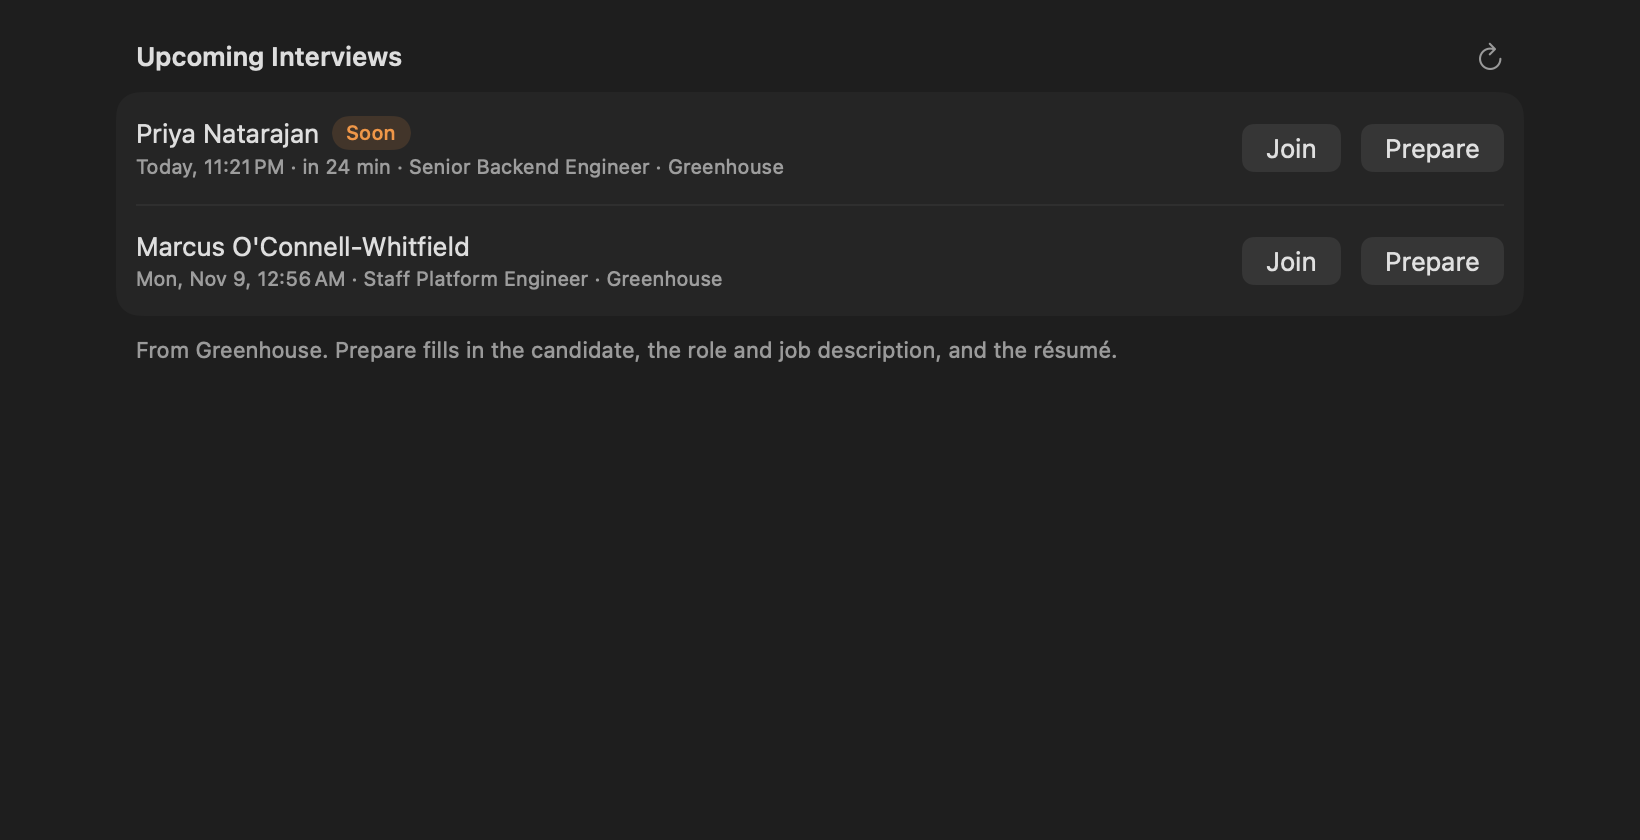 Upcoming Interviews
Priya Natarajan Soon
Today, 11:21 PM · in 24 min · Senior Backend Engineer · Greenhouse
Join Prepare
Marcus O'Connell-Whitfield
Mon, Nov 9, 12:56 AM · Staff Platform Engineer · Greenhouse
Join Prepare
From Greenhouse. Prepare fills in the candidate, the role and job description, and the résumé.